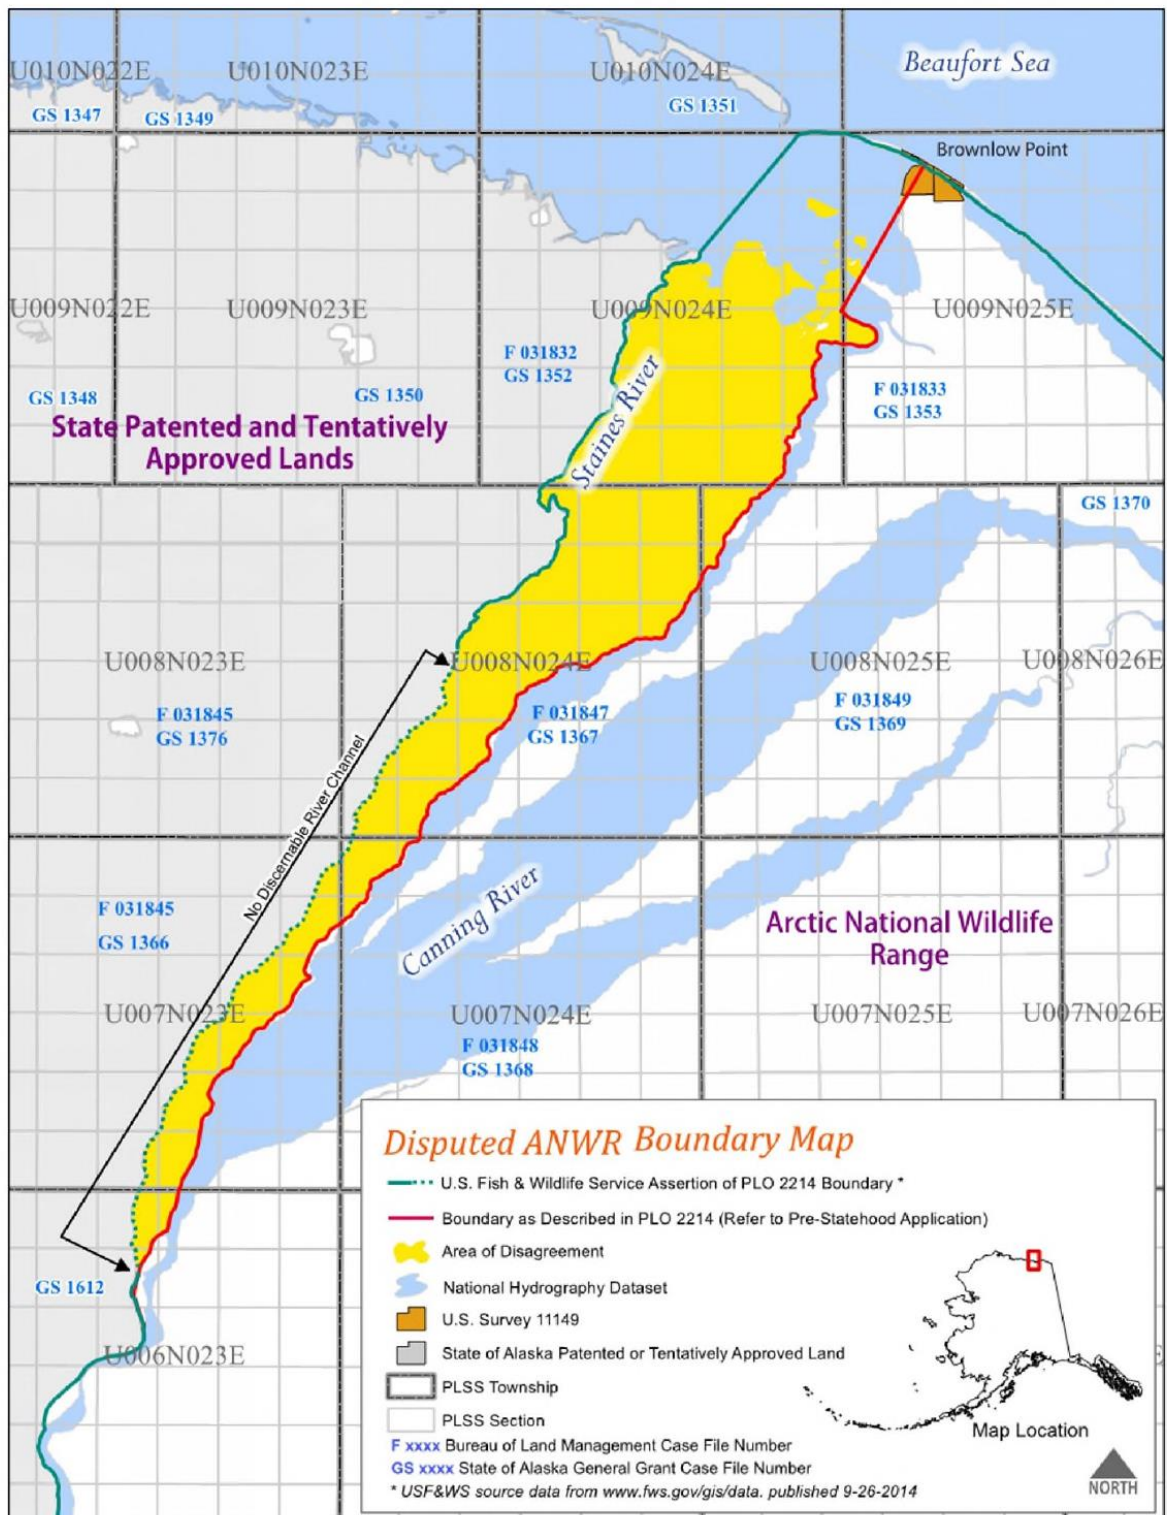 Beaufort Sea
U010N022E
U010N023E
U010N024E
GS 1347
GS 1349
GS 1351
Brownlow Point
U009N022E
U009N023E
U009N024E
U009N025E
F 031832
GS 1352
GS 1348
GS 1350
F 031833
GS 1353
State Patented and Tentatively
Approved Lands
Staines River
GS 1370
U008N023E
U008N024E
U008N025E
U008N026E
F 031845
GS 1376
F 031847
GS 1367
F 031849
GS 1369
No Discernable River Channel
F 031845
GS 1366
Canning River
Arctic National Wildlife
Range
U007N023E
U007N024E
U007N025E
U007N026E
F 031848
GS 1368
GS 1612
U006N023E
Disputed ANWR Boundary Map
U.S. Fish & Wildlife Service Assertion of PLO 2214 Boundary *
Boundary as Described in PLO 2214 (Refer to Pre-Statehood Application)
Area of Disagreement
National Hydrography Dataset
U.S. Survey 11149
State of Alaska Patented or Tentatively Approved Land
PLSS Township
PLSS Section
F xxxx Bureau of Land Management Case File Number
GS xxxx State of Alaska General Grant Case File Number
* USF&WS source data from www.fws.gov/gis/data. published 9-26-2014
Map Location
NORTH